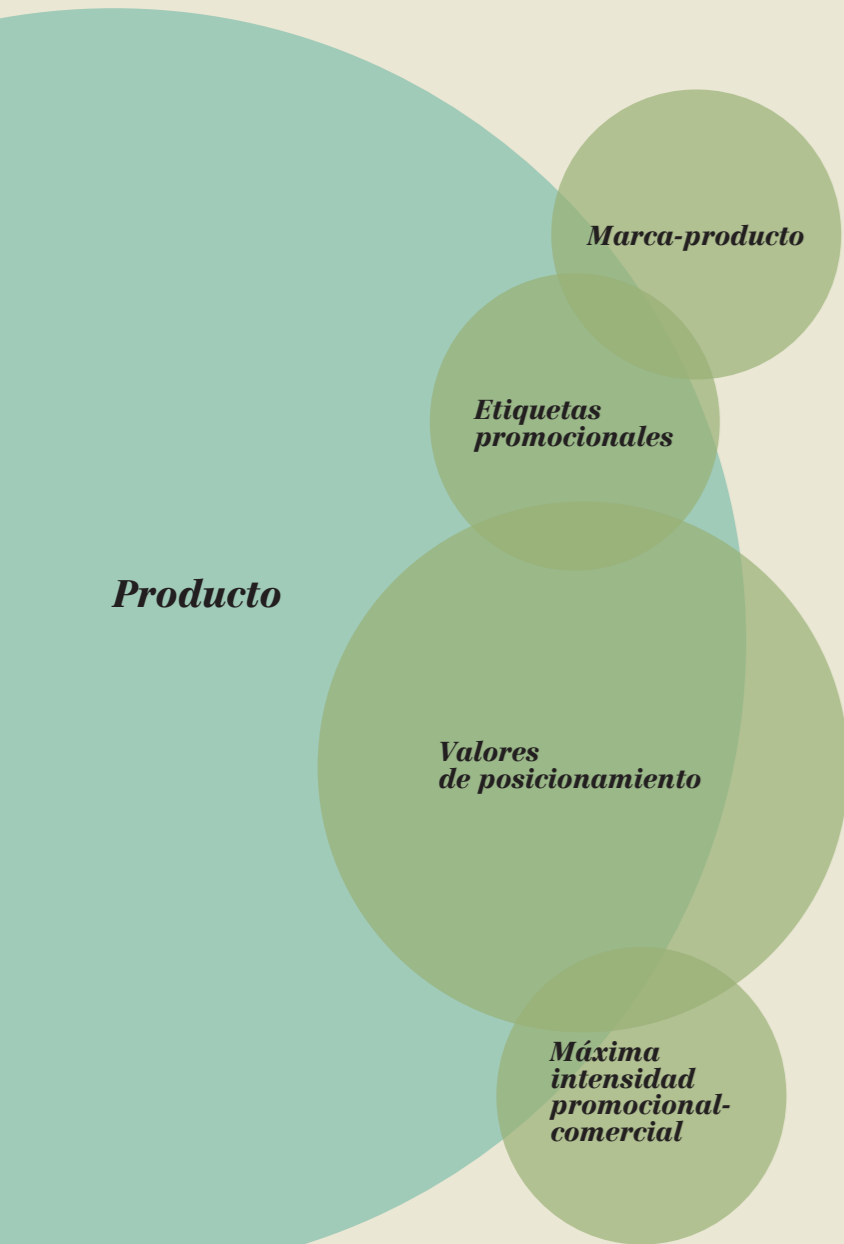 Marca-producto
Etiquetas
promocionales
Producto
Valores
de posicionamiento
Máxima
intensidad
promocional-
comercial